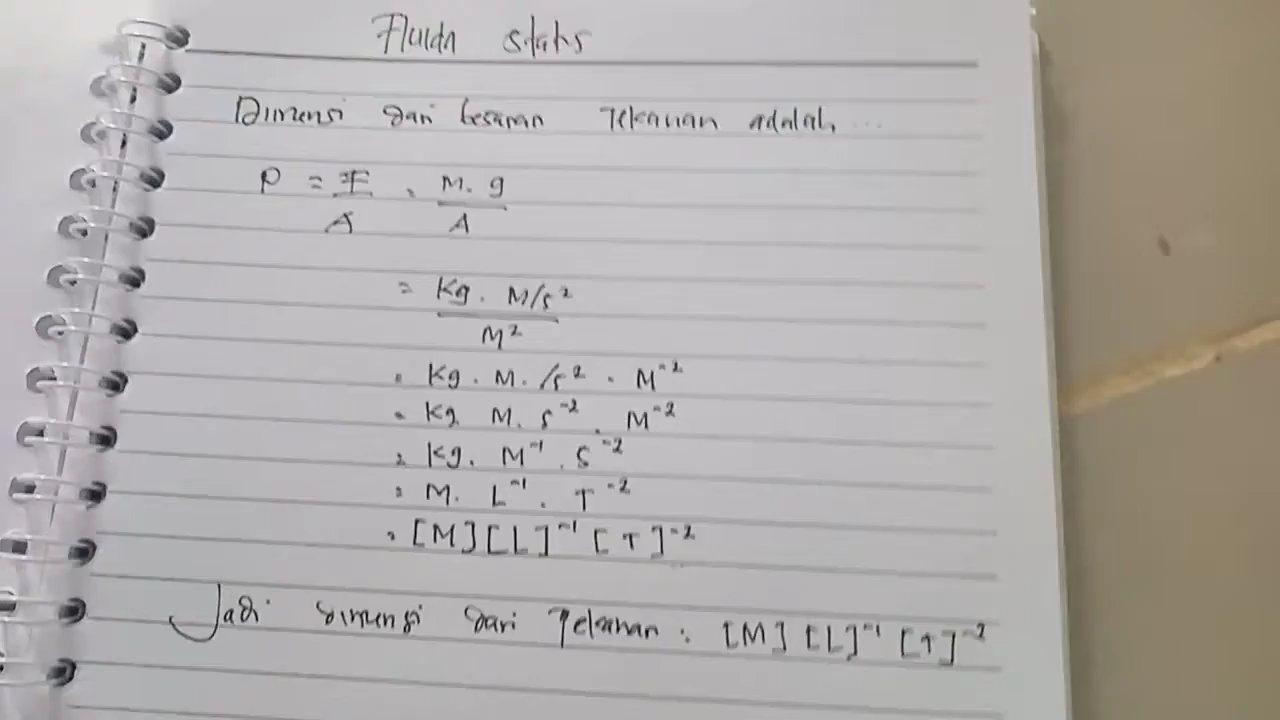 Fluida statis
Dimensi dari besaran Tekanan adalah ...
P = F/A = M. g/A
= Kg. M/s²/M²
= Kg. M. /s² . M⁻²
= Kg M. s⁻² . M⁻²
= Kg. M⁻¹ . S⁻²
= M. L⁻¹ . T⁻²
= [M][L]⁻¹ [T]⁻²
Jadi dimensi dari Tekanan : [M] [L]⁻¹ [T]⁻²